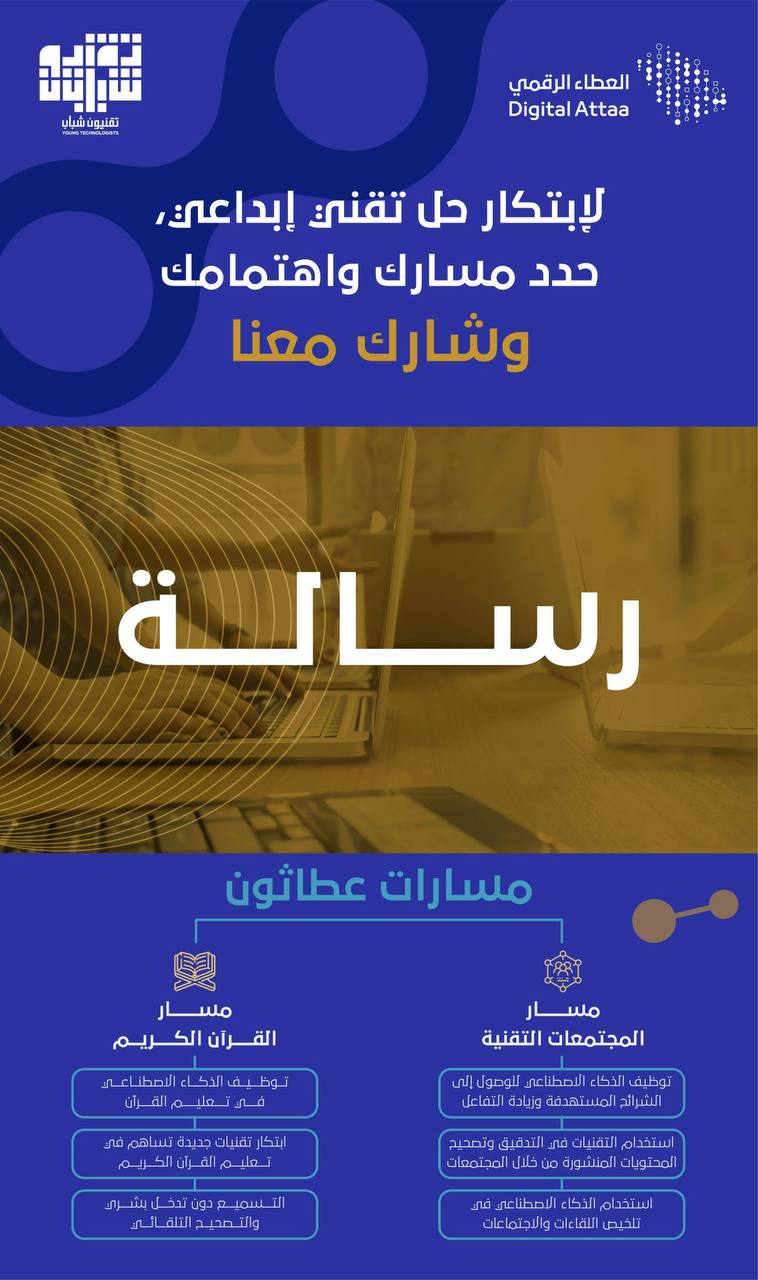 تقنيون شباب
تقنيون شباب
YOUNG TECHNOLOGISTS
العطاء الرقمي
Digital Attaa
لإبتكار حل تقني إبداعي،
حدد مسارك واهتمامك
وشارك معنا
رسالة
مسارات عطاثون
مسار
المجتمعات التقنية
توظيف الذكاء الاصطناعي للوصول إلى
الشرائح المستهدفة وزيادة التفاعل
استخدام التقنيات في التدقيق وتصحيح
المحتويات المنشورة من خلال المجتمعات
استخدام الذكاء الاصطناعي في
تلخيص اللقاءات والاجتماعات
مسار
القرآن الكريم
توظيف الذكاء الاصطناعي
في تعليم القرآن
ابتكار تقنيات جديدة تساهم في
تعليم القرآن الكريم
التسميع دون تدخل بشري
والتصحيح التلقائي